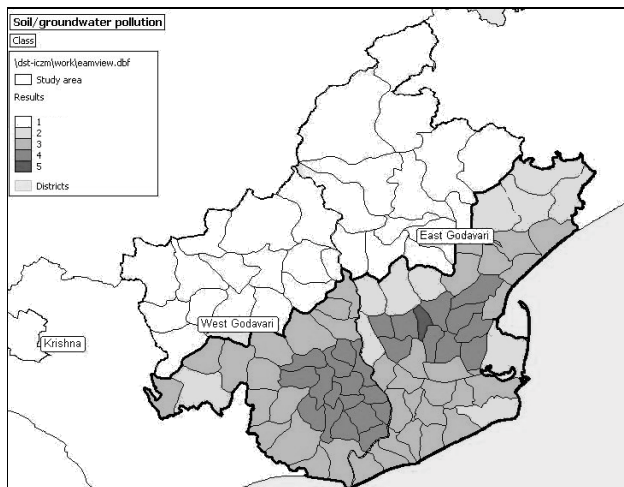 Soil/groundwater pollution
Class
\dst-iczm\work\eamview.dbf
Study area
Results
1
2
3
4
5
Districts
East Godavari
West Godavari
Krishna